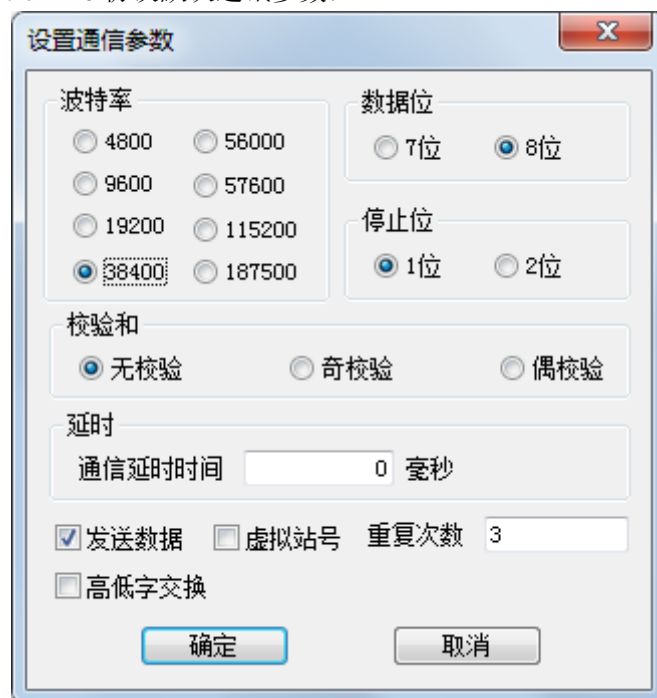 设置通信参数
波特率
4800 56000
9600 57600
19200 115200
38400 187500
数据位
7位 8位
停止位
1位 2位
校验和
无校验 奇校验 偶校验
延时
通信延时时间 0 毫秒
发送数据 虚拟站号 重复次数 3
高低字交换
确定 取消